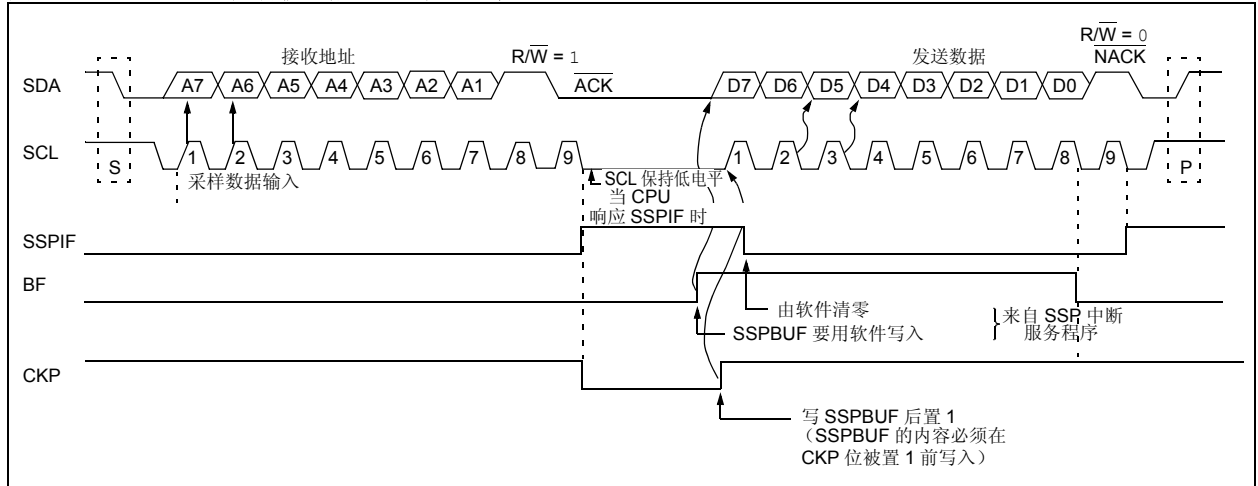 R/W = 0
接收地址
R/W = 1
发送数据
NACK
SDA
A7 A6 A5 A4 A3 A2 A1
ACK
D7 D6 D5 D4 D3 D2 D1 D0
SCL
S
1 2 3 4 5 6 7 8 9
1 2 3 4 5 6 7 8 9
P
采样数据输入
SCL 保持低电平
当 CPU
响应 SSPIF 时
SSPIF
BF
由软件清零
SSPBUF 要用软件写入
来自 SSP 中断
服务程序
CKP
写 SSPBUF 后置 1
（SSPBUF 的内容必须在
CKP 位被置 1 前写入）